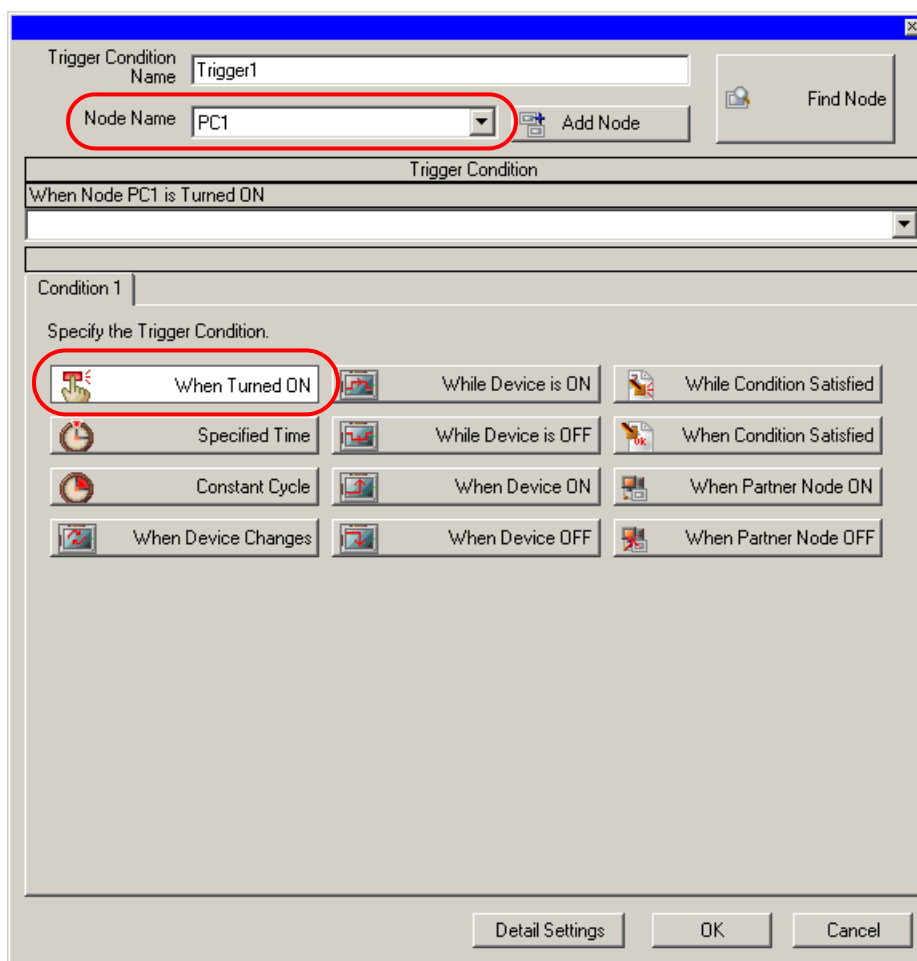 Trigger Condition
Name
Trigger1
Find Node
Node Name
PC1
Add Node
Trigger Condition
When Node PC1 is Turned ON
Condition 1
Specify the Trigger Condition.
When Turned ON
While Device is ON
While Condition Satisfied
Specified Time
While Device is OFF
When Condition Satisfied
Constant Cycle
When Device ON
When Partner Node ON
When Device Changes
When Device OFF
When Partner Node OFF
Detail Settings
OK
Cancel